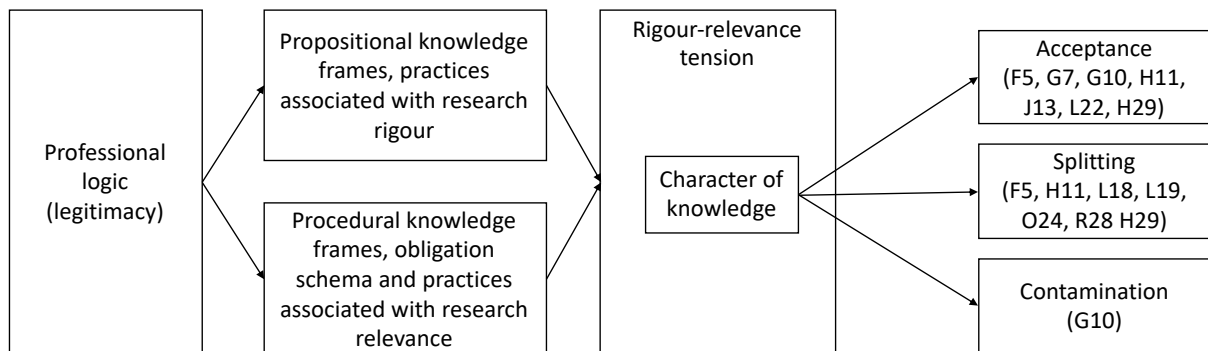 Professional
logic
(legitimacy)
Propositional knowledge
frames, practices
associated with research
rigour
Procedural knowledge
frames, obligation
schema and practices
associated with research
relevance
Rigour-relevance
tension
Character of
knowledge
Acceptance
(F5, G7, G10, H11,
J13, L22, H29)
Splitting
(F5, H11, L18, L19,
O24, R28 H29)
Contamination
(G10)